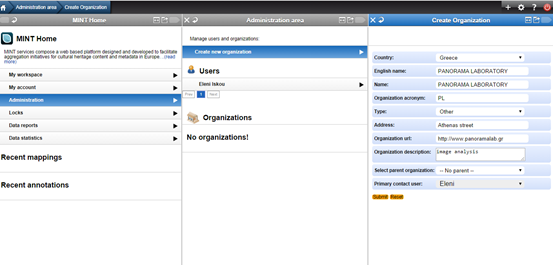 Administration area
Create Organization
MINT Home
MINT Home
MINT services compose a web based platform designed and developed to facilitate
aggregation initiatives for cultural heritage content and metadata in Europe. ...(read
more)
My workspace
My account
Administration
Locks
Data reports
Data statistics
Recent mappings
Recent annotations
Administration area
Manage users and organizations.
Create new organization
Users
Eleni Iskou
Prev 1 Next
Organizations
No organizations!
Create Organization
Country: Greece
English name: PANORAMA LABORATORY
Name: PANORAMA LABORATORY
Organization acronym: PL
Type: Other
Address: Athenas street
Organization url: http://www.panoramalab.gr
Organization description: image analysis
Select parent organization: -- No parent --
Primary contact user: Eleni
Submit Reset